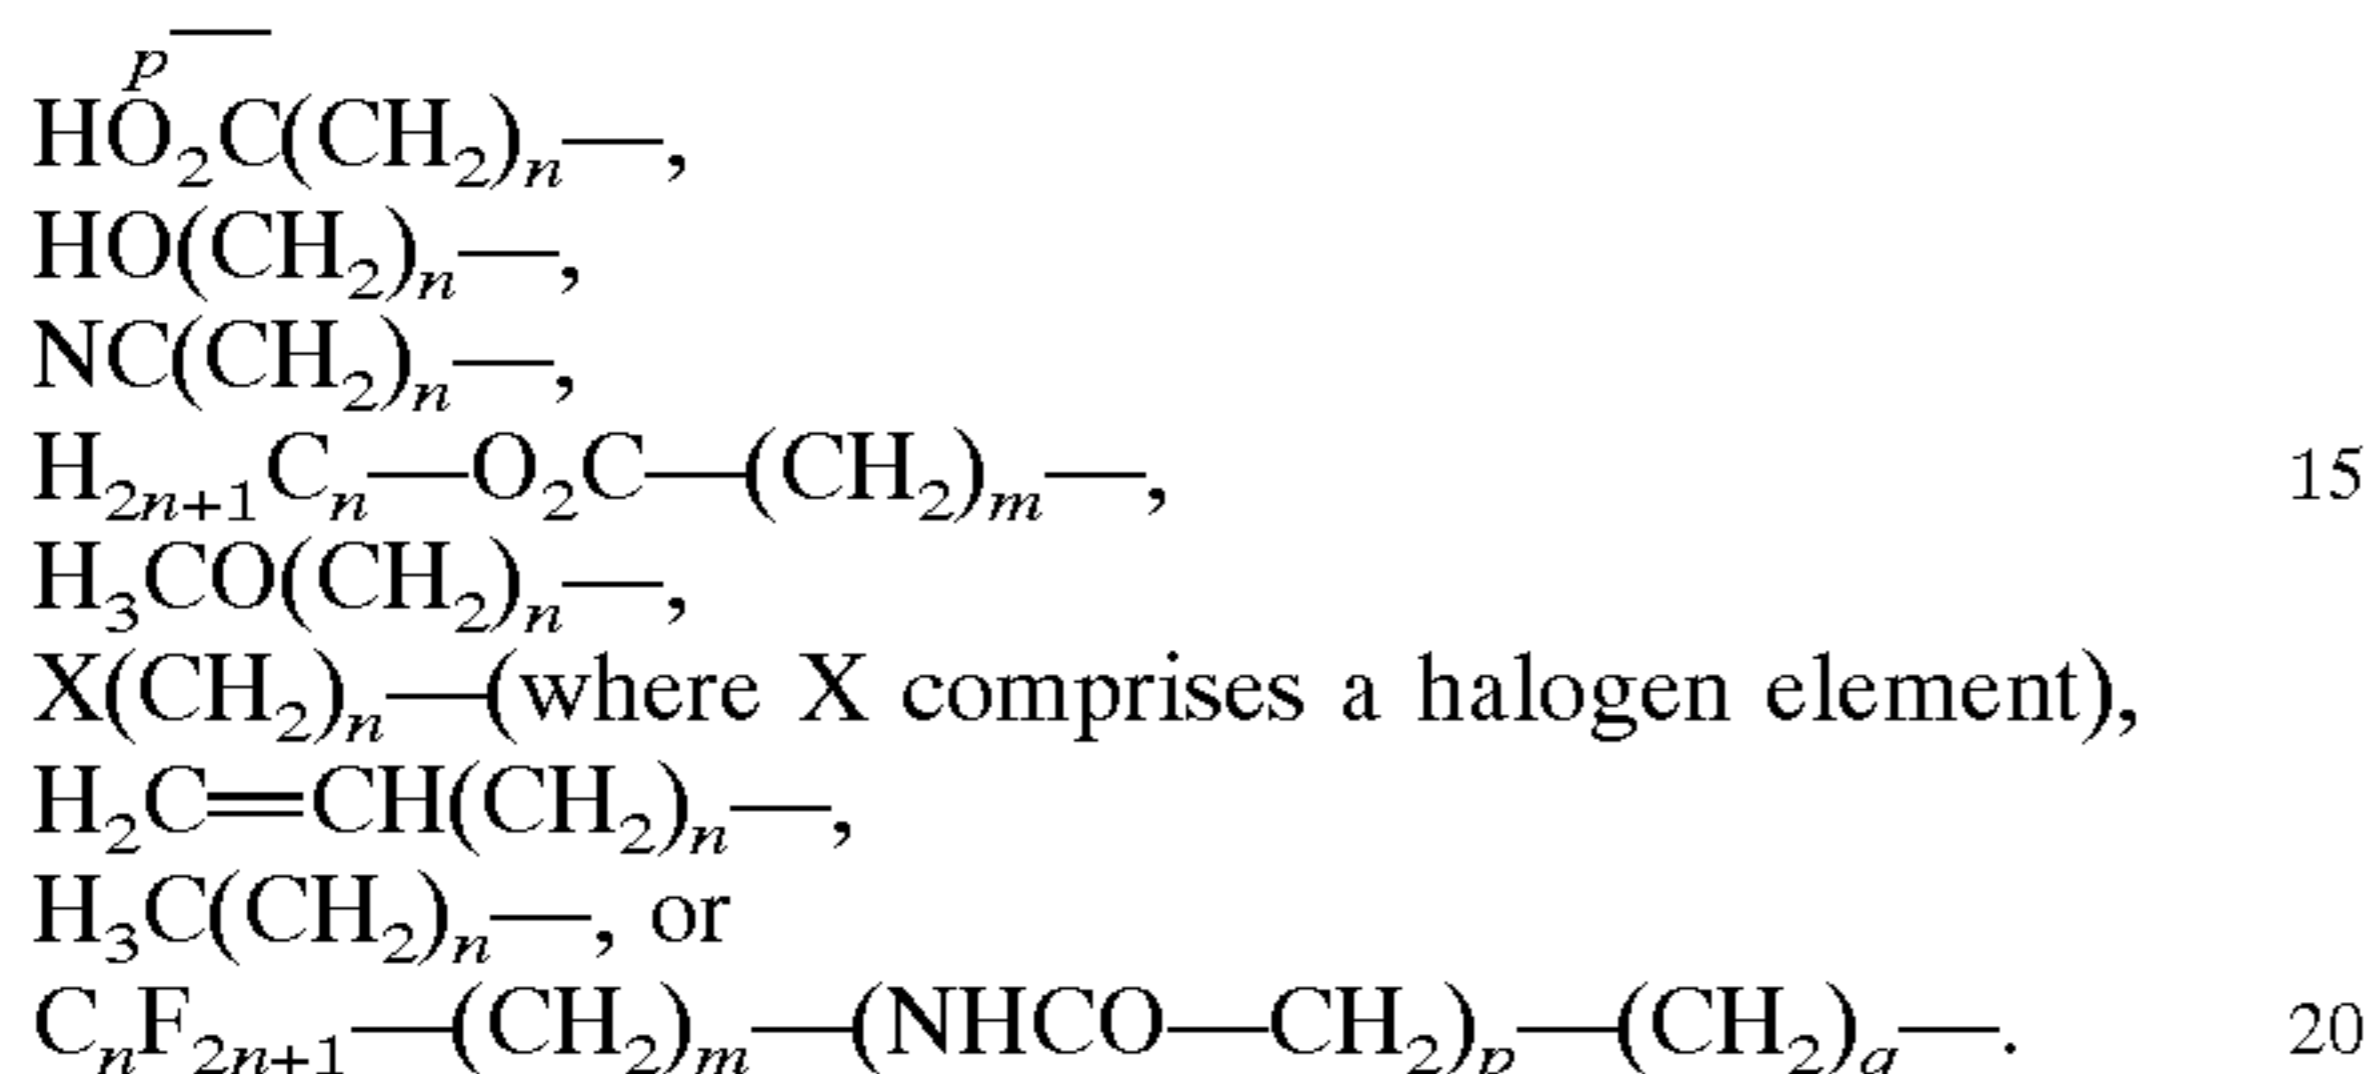 p—
HO₂C(CH₂)ₙ—,
HO(CH₂)ₙ—,
NC(CH₂)ₙ—,
H₂ₙ₊₁Cₙ—O₂C—(CH₂)ₘ—, 15
H₃CO(CH₂)ₙ—,
X(CH₂)ₙ—(where X comprises a halogen element),
H₂C=CH(CH₂)ₙ—,
H₃C(CH₂)ₙ—, or
CₙF₂ₙ₊₁—(CH₂)ₘ—(NHCO—CH₂)ₚ—(CH₂)q—. 20